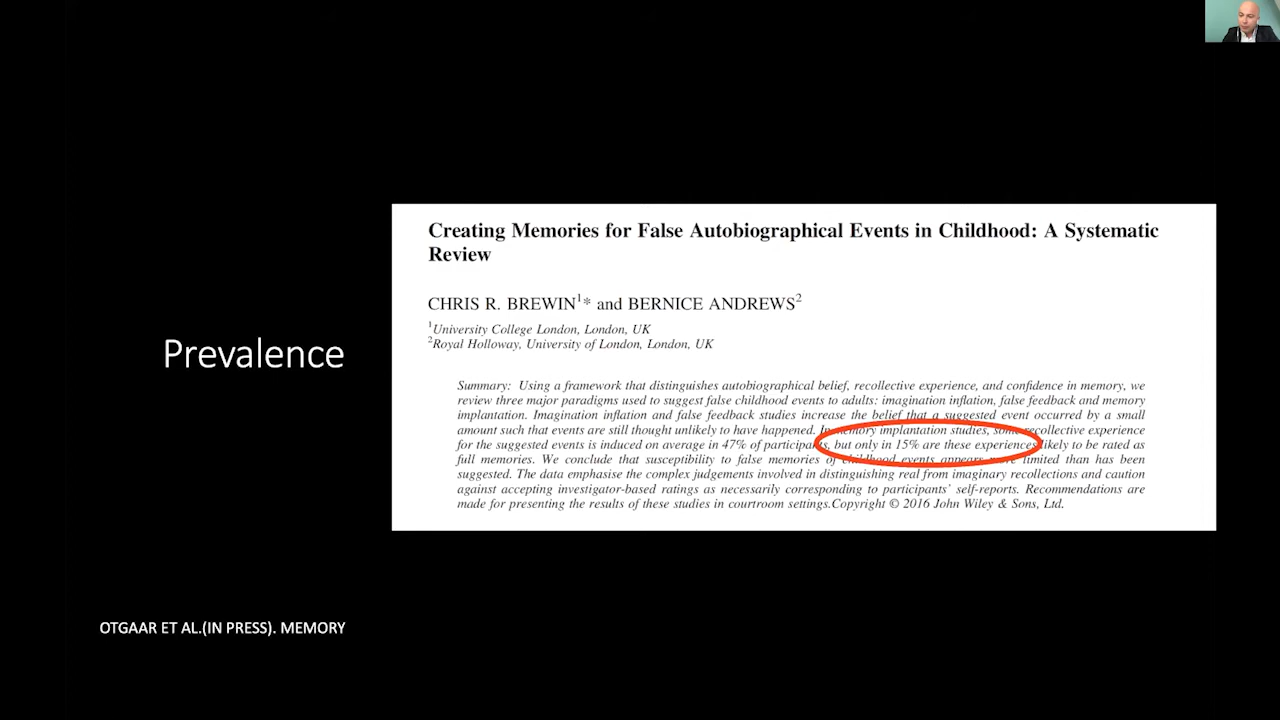 Prevalence
OTGAAR ET AL.(IN PRESS). MEMORY
Creating Memories for False Autobiographical Events in Childhood: A Systematic
Review
CHRIS R. BREWIN1* and BERNICE ANDREWS2
1University College London, London, UK
2Royal Holloway, University of London, London, UK
Summary: Using a framework that distinguishes autobiographical belief, recollective experience, and confidence in memory, we
review three major paradigms used to suggest false childhood events to adults: imagination inflation, false feedback and memory
implantation. Imagination inflation and false feedback studies increase the belief that a suggested event occurred by a small
amount such that events are still thought unlikely to have happened. In memory implantation studies, some recollective experience
for the suggested events is induced on average in 47% of participants, but only in 15% are these experiences likely to be rated as
full memories. We conclude that susceptibility to false memories of childhood events appears more limited than has been
suggested. The data emphasise the complex judgements involved in distinguishing real from imaginary recollections and caution
against accepting investigator-based ratings as necessarily corresponding to participants' self-reports. Recommendations are
made for presenting the results of these studies in courtroom settings.Copyright © 2016 John Wiley & Sons, Ltd.